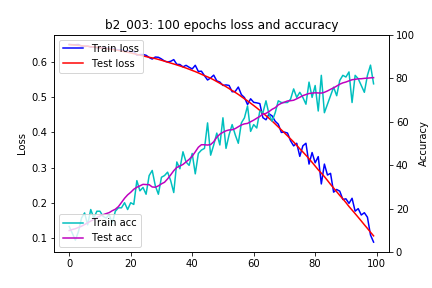 b2_003: 100 epochs loss and accuracy
Train loss
Test loss
Train acc
Test acc
Loss
Accuracy
0.6
0.5
0.4
0.3
0.2
0.1
100
80
60
40
20
0
0 20 40 60 80 100